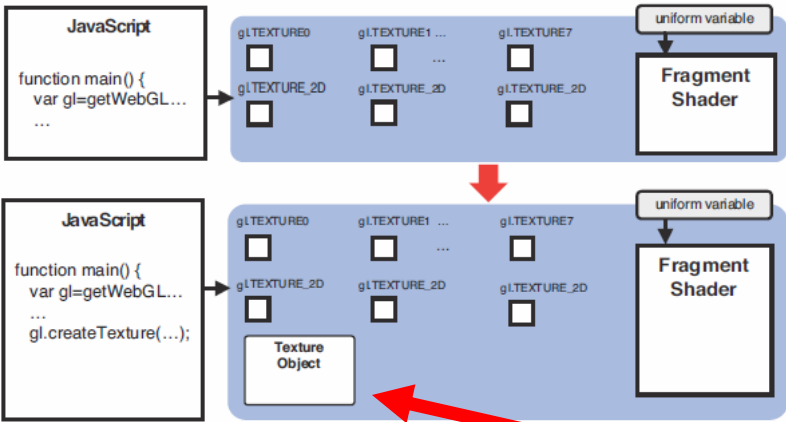 JavaScript
function main() {
var gl=getWebGL…
…
gl.TEXTURE0
gl.TEXTURE1 …
gl.TEXTURE7
…
gl.TEXTURE_2D
gl.TEXTURE_2D
gl.TEXTURE_2D
uniform variable
Fragment
Shader
JavaScript
function main() {
var gl=getWebGL…
…
gl.createTexture(…);
gl.TEXTURE0
gl.TEXTURE1 …
gl.TEXTURE7
…
gl.TEXTURE_2D
gl.TEXTURE_2D
gl.TEXTURE_2D
Texture
Object
uniform variable
Fragment
Shader